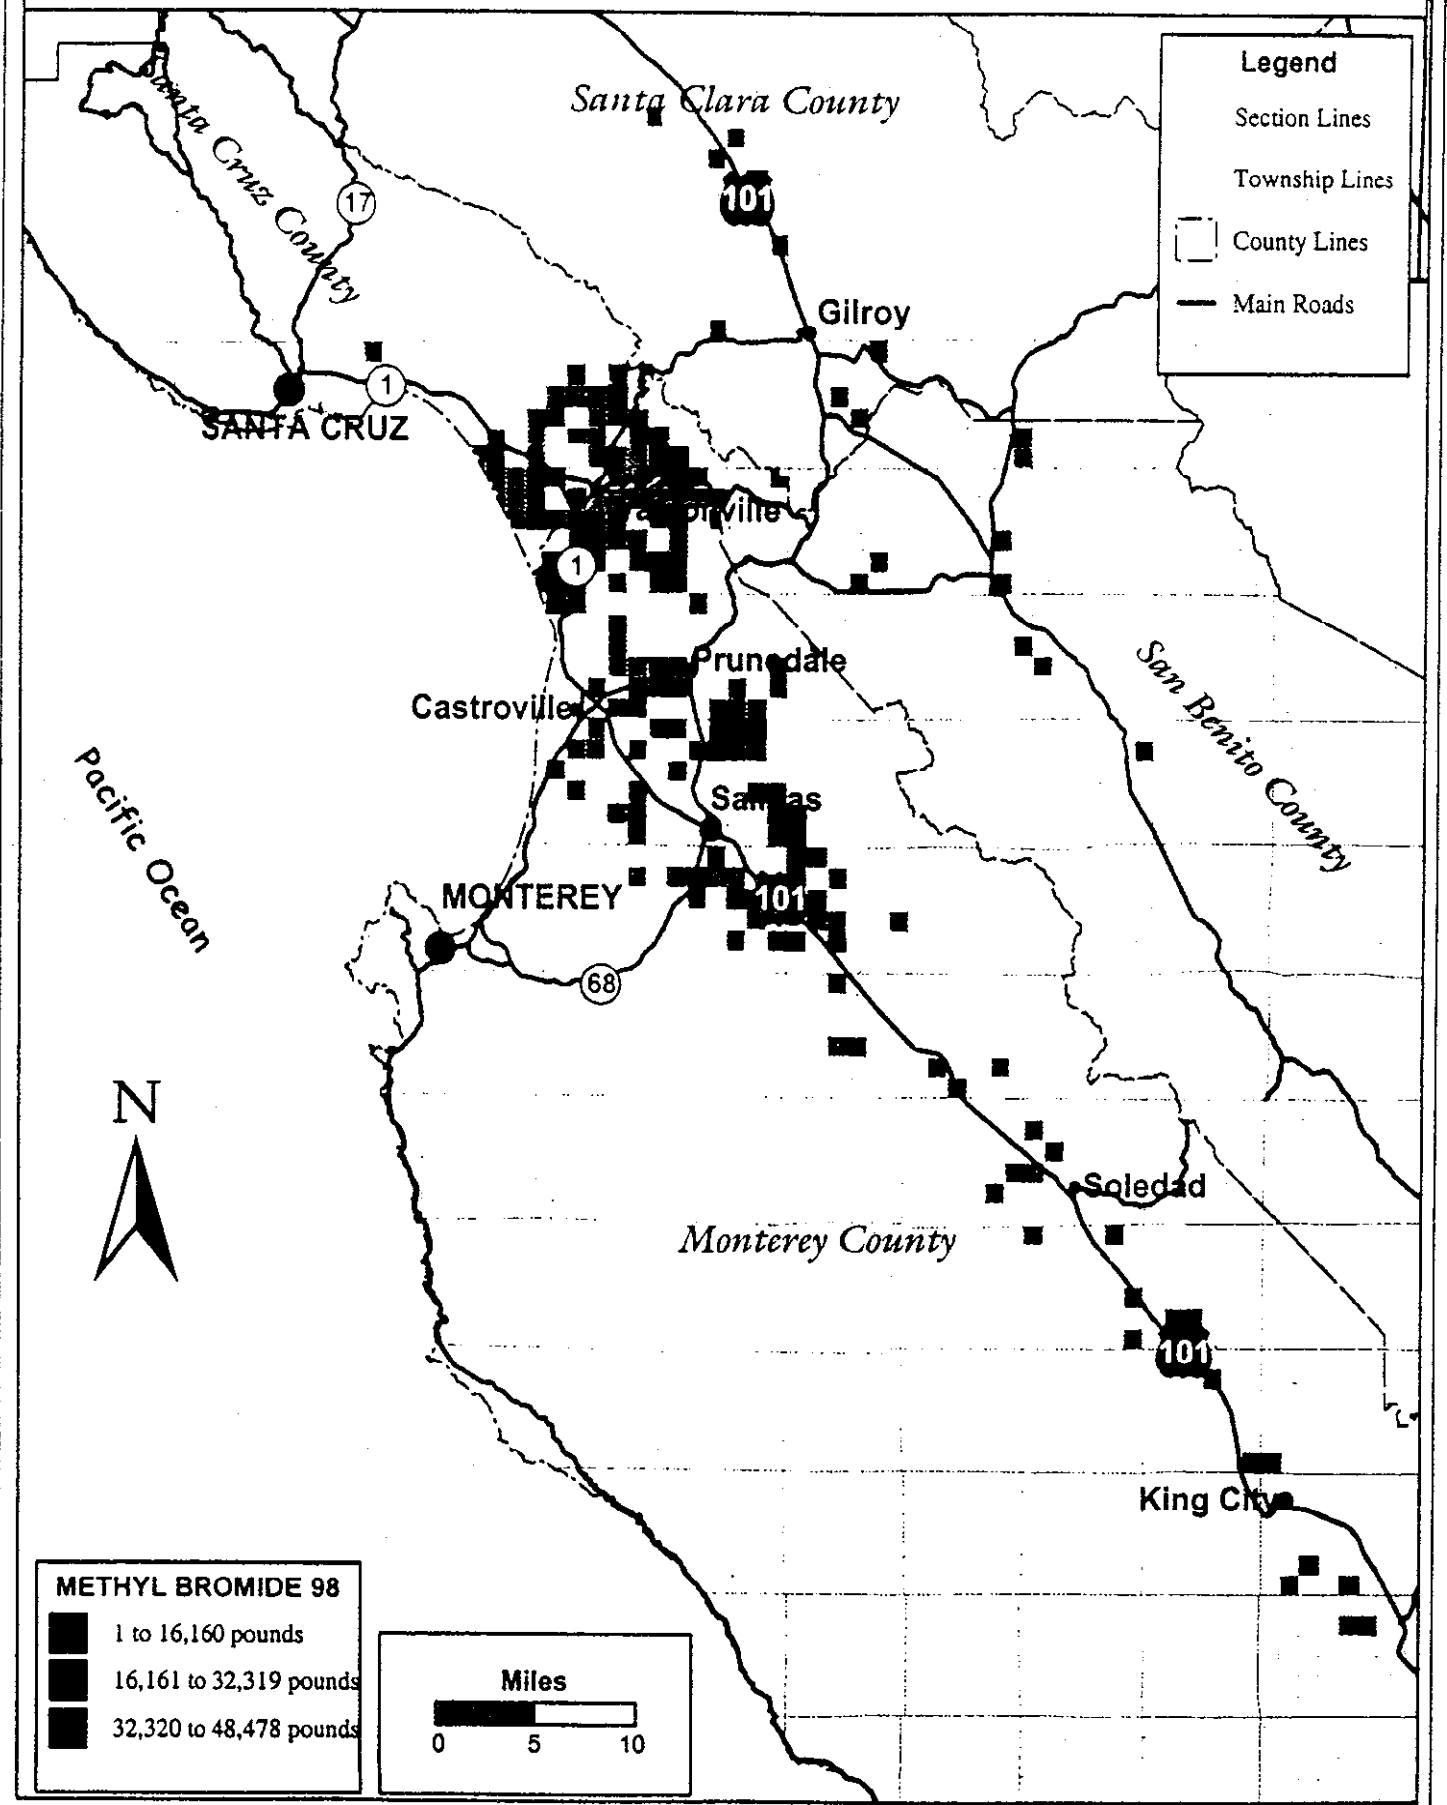 Legend
Section Lines
Township Lines
County Lines
Main Roads
Santa Clara County
Santa Cruz County
17
101
Gilroy
1
SANTA CRUZ
1
Prunedale
Castroville
San Benito County
Pacific Ocean
Salinas
MONTEREY
101
68
N
Soledad
Monterey County
101
King City
METHYL BROMIDE 98
1 to 16,160 pounds
16,161 to 32,319 pounds
32,320 to 48,478 pounds
Miles
0 5 10